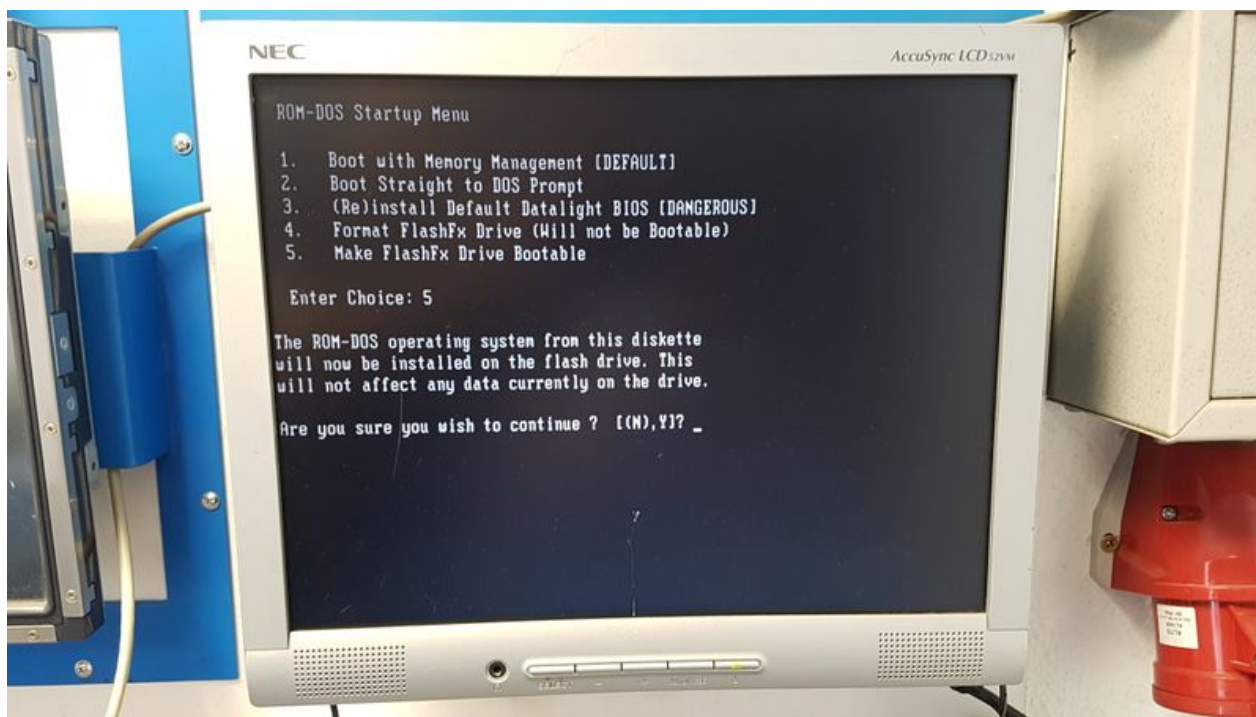 NEC
AccuSync LCD 52VM
ROM-DOS Startup Menu
1. Boot with Memory Management [DEFAULT]
2. Boot Straight to DOS Prompt
3. (Re)install Default Datalight BIOS [DANGEROUS]
4. Format FlashFx Drive (Will not be Bootable)
5. Make FlashFx Drive Bootable
Enter Choice: 5
The ROM-DOS operating system from this diskette
will now be installed on the flash drive. This
will not affect any data currently on the drive.
Are you sure you wish to continue ? [(N),Y]? _